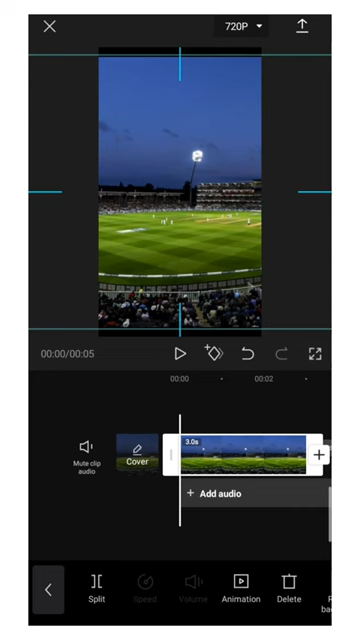 720P
00:00/00:05
00:00
00:02
Mute clip
audio
Cover
3.0s
+ Add audio
Split
Speed
Volume
Animation
Delete